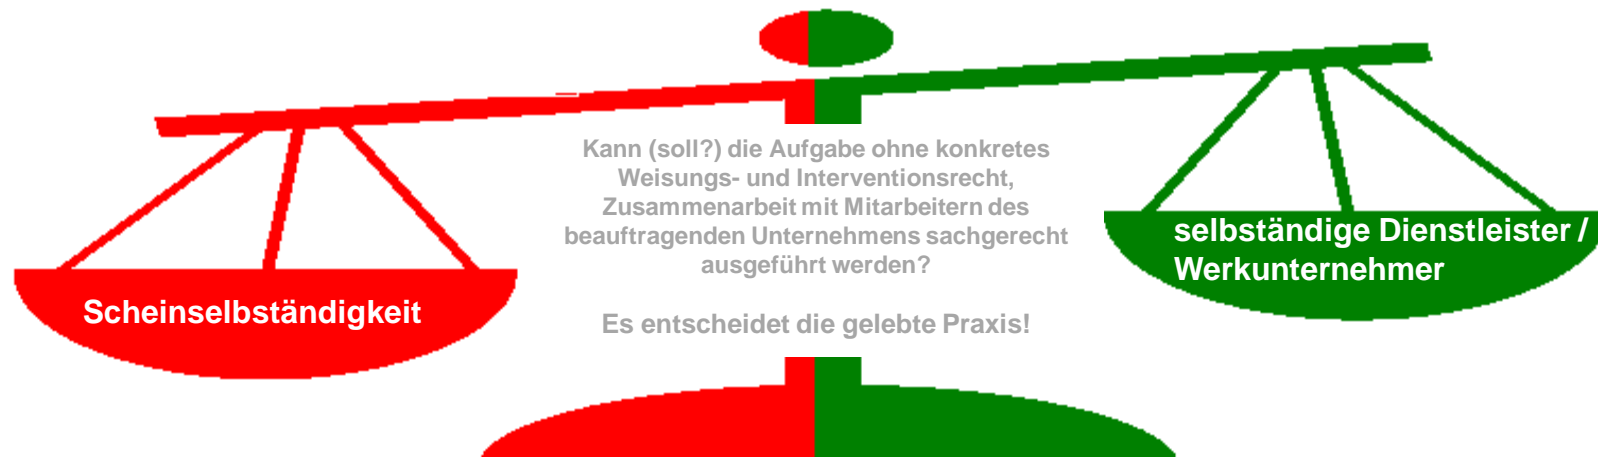 Kann (soll?) die Aufgabe ohne konkretes
Weisungs- und Interventionsrecht,
Zusammenarbeit mit Mitarbeitern des
beauftragenden Unternehmens sachgerecht
ausgeführt werden?
Es entscheidet die gelebte Praxis!
Scheinselbständigkeit
selbständige Dienstleister /
Werkunternehmer